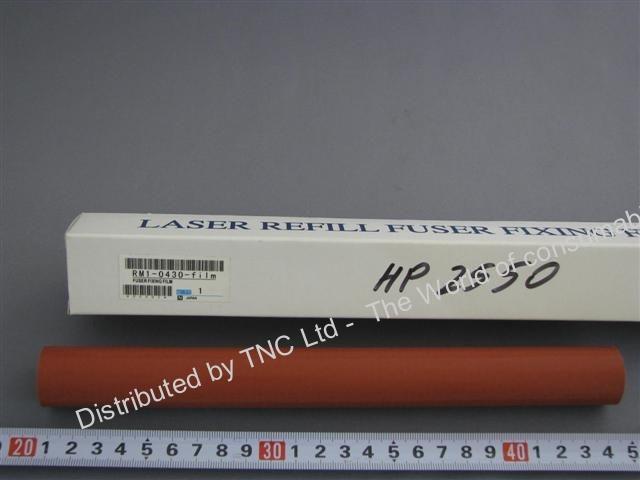 LASER REFILL FUSER FIXING F
RM1-0430-film
FUSER FIXING FILM
1
JAPAN
HP 3550
Distributed by TNC Ltd - The World of consumabl
20 1 2 3 4 5 6 7 8 9 30 1 2 3 4 5 6 7 8 9 40 1 2 3 4 5